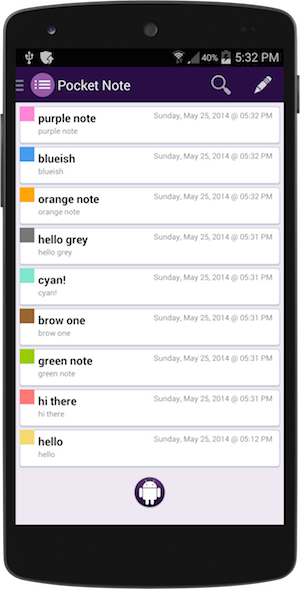 40% 5:32 PM
Pocket Note
purple note Sunday, May 25, 2014 @ 05:32 PM
purple note
blueish Sunday, May 25, 2014 @ 05:32 PM
blueish
orange note Sunday, May 25, 2014 @ 05:32 PM
orange note
hello grey Sunday, May 25, 2014 @ 05:31 PM
hello grey
cyan! Sunday, May 25, 2014 @ 05:31 PM
cyan!
brow one Sunday, May 25, 2014 @ 05:31 PM
brow one
green note Sunday, May 25, 2014 @ 05:31 PM
green note
hi there Sunday, May 25, 2014 @ 05:31 PM
hi there
hello Sunday, May 25, 2014 @ 05:12 PM
hello